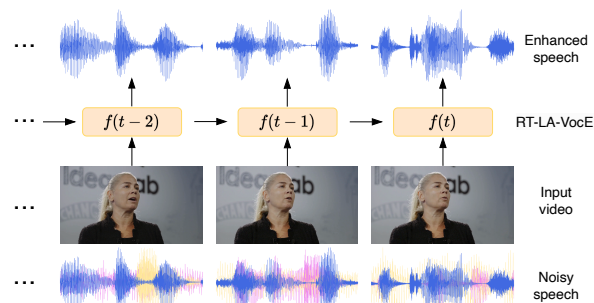 ... Enhanced
speech
... f(t − 2) f(t − 1) f(t) RT-LA-VocE
... Input
video
... Noisy
speech